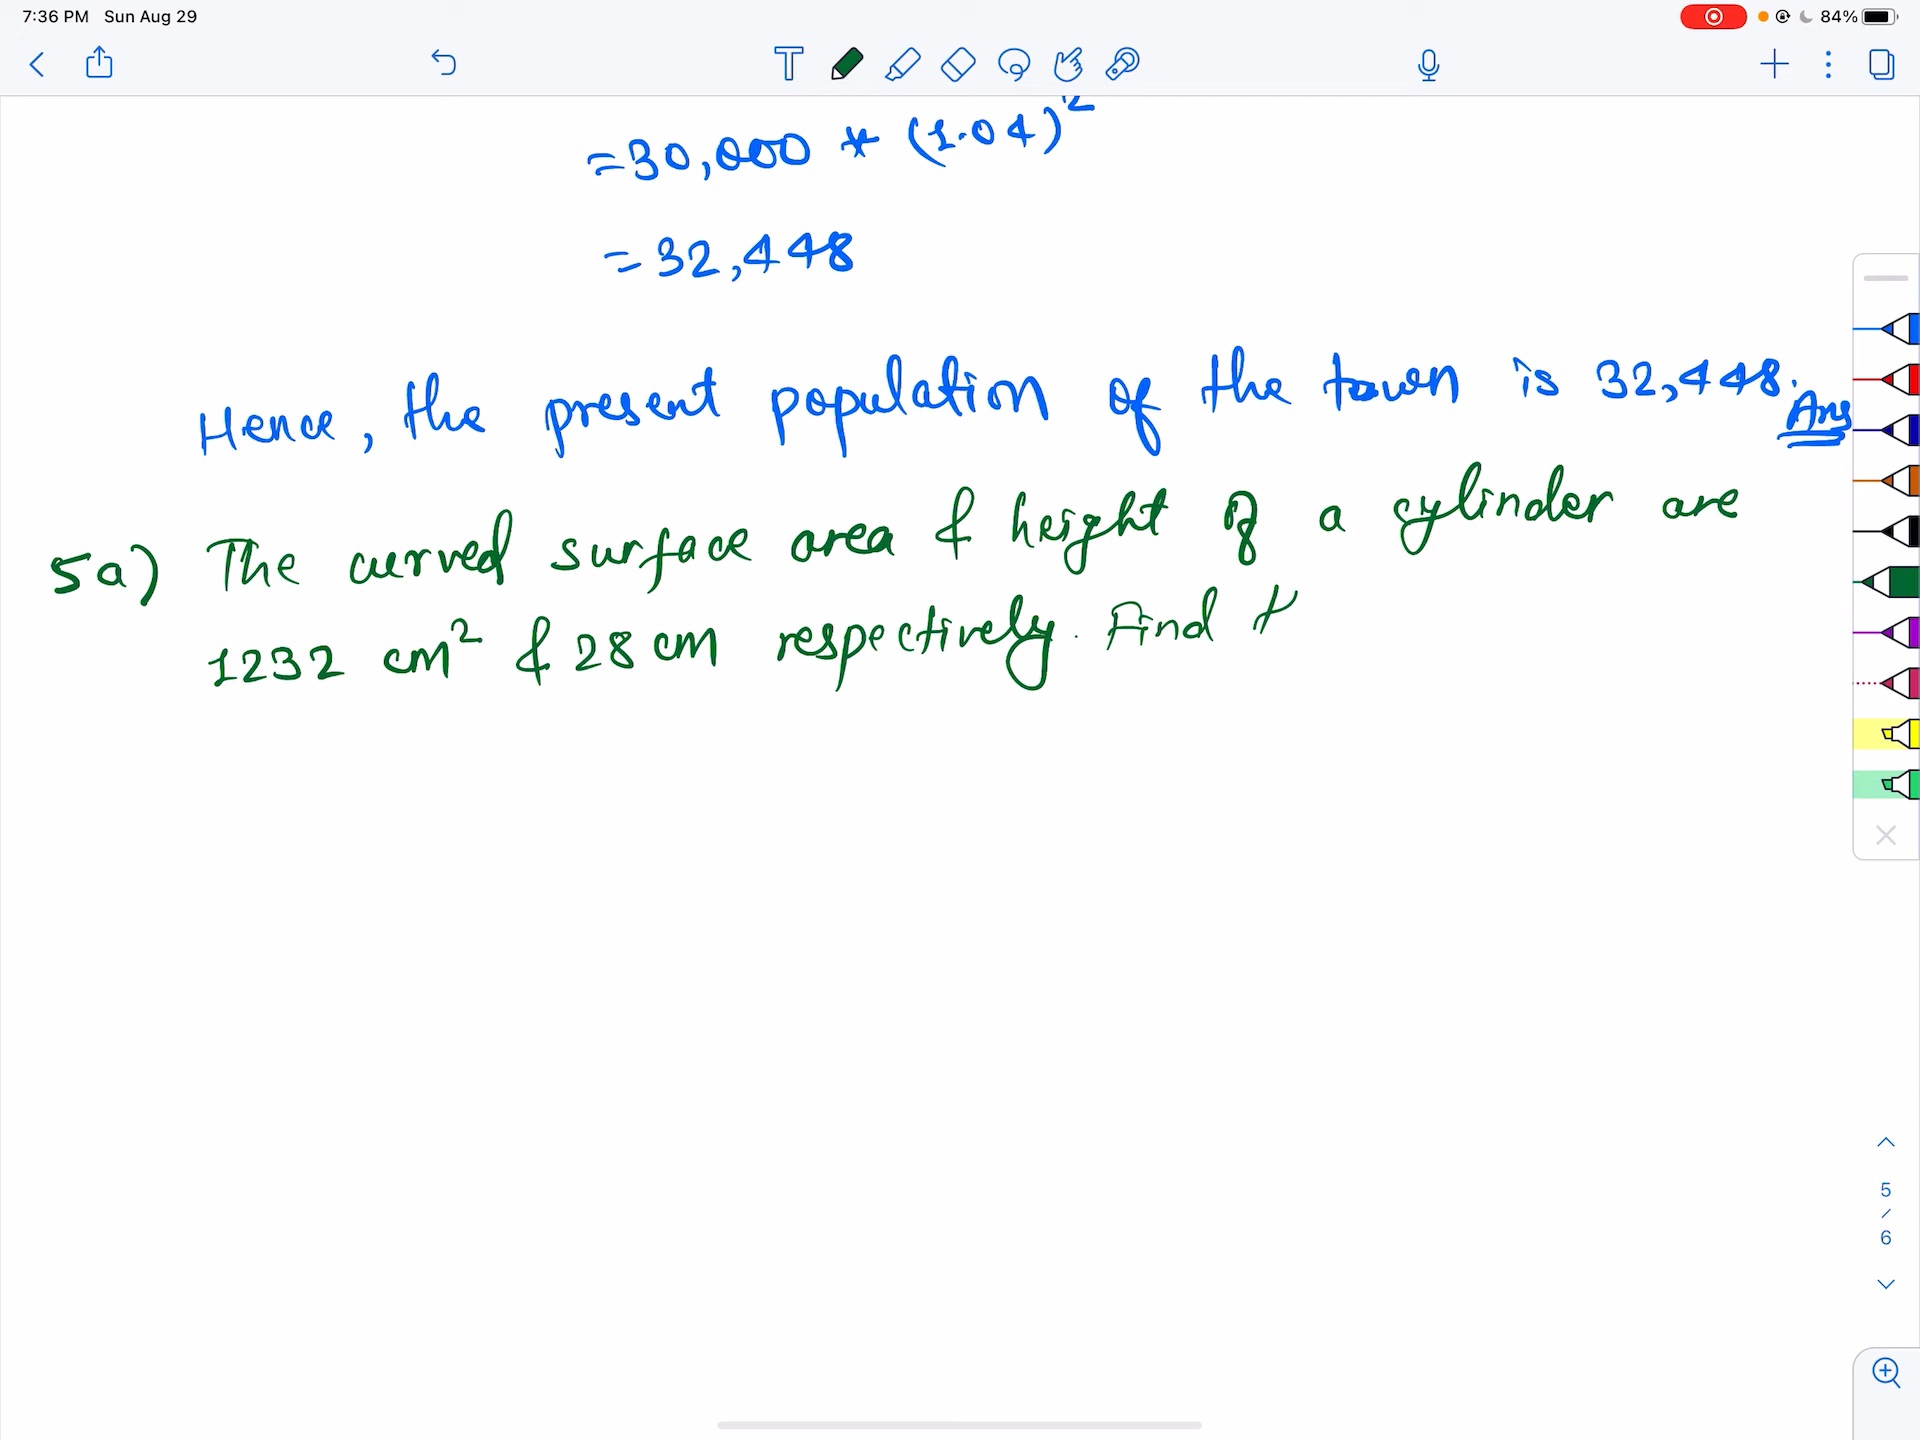 7:36 PM Sun Aug 29
84%
=30,000 * (1.04)²
=32,448
Hence, the present population of the town is 32,448.
Ans
5a) The curved surface area & height of a cylinder are
1232 cm² & 28 cm respectively. Find t
5
/
6